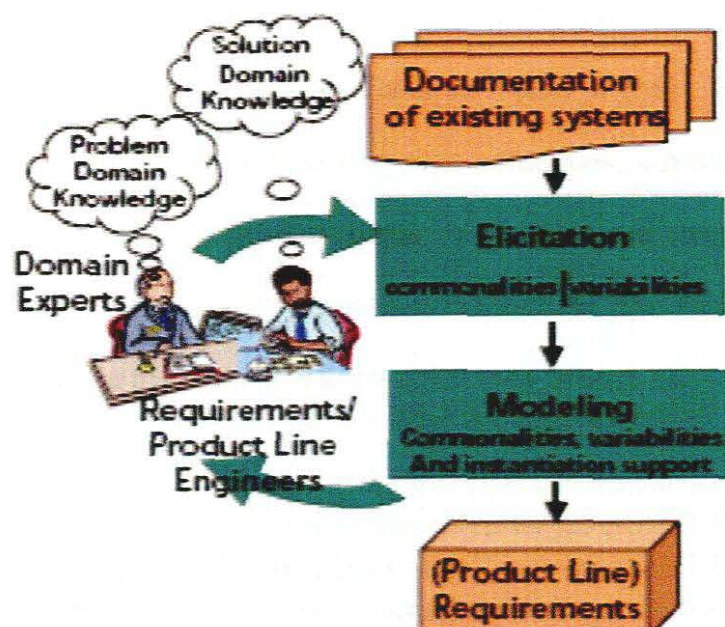 Solution
Domain
Knowledge
Problem
Domain
Knowledge
Documentation
of existing systems
Domain
Experts
Elicitation
commonalities|variabilities
Requirements/
Product Line
Engineers
Modeling
Commonalities, variabilities
And instantiation support
(Product Line)
Requirements